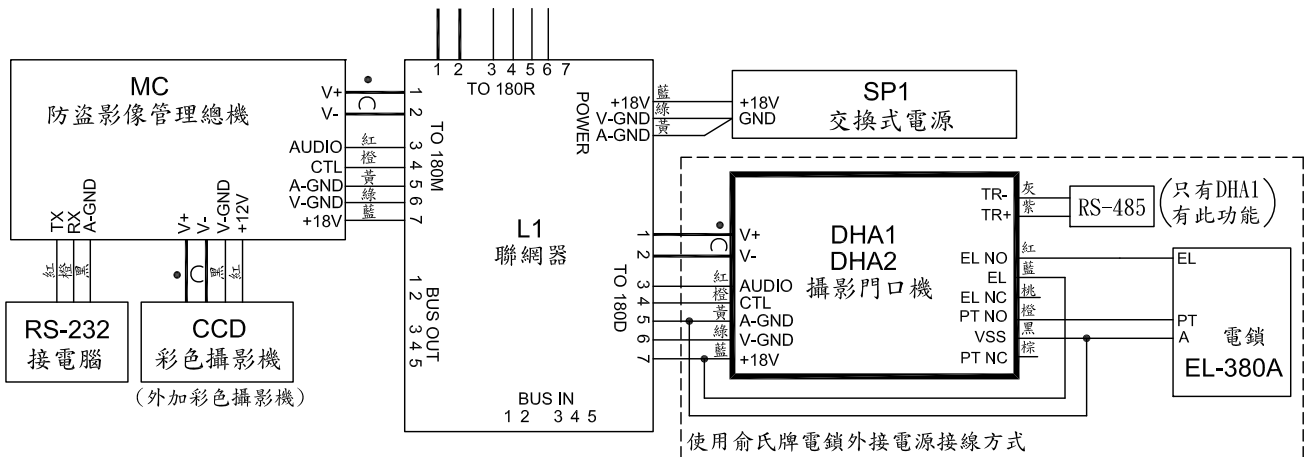 1 2 3 4 5 6 7
TO 180R
MC
防盜影像管理總機
V+
V-
AUDIO
CTL
A-GND
V-GND
+18V
紅
橙
黃
綠
藍
1
2
3
4
5
6
7
TO 180M
TX
RX
A-GND
V+
V-
V-GND
+12V
紅
橙
黑
黑
紅
RS-232
接電腦
CCD
彩色攝影機
(外加彩色攝影機)
L1
聯網器
POWER
+18V
V-GND
A-GND
藍
綠
黃
+18V
GND
SP1
交換式電源
1 2 3 4 5
BUS OUT
BUS IN
1 2 3 4 5
TO 180D
1
2
3
4
5
6
7
紅
橙
黃
綠
藍
V+
V-
AUDIO
CTL
A-GND
V-GND
+18V
DHA1
DHA2
攝影門口機
TR-
TR+
EL NO
EL
EL NC
PT NO
VSS
PT NC
灰
紫
紅
藍
桃
橙
黑
棕
RS-485
(只有DHA1
有此功能)
EL
PT
A
電鎖
EL-380A
使用俞氏牌電鎖外接電源接線方式